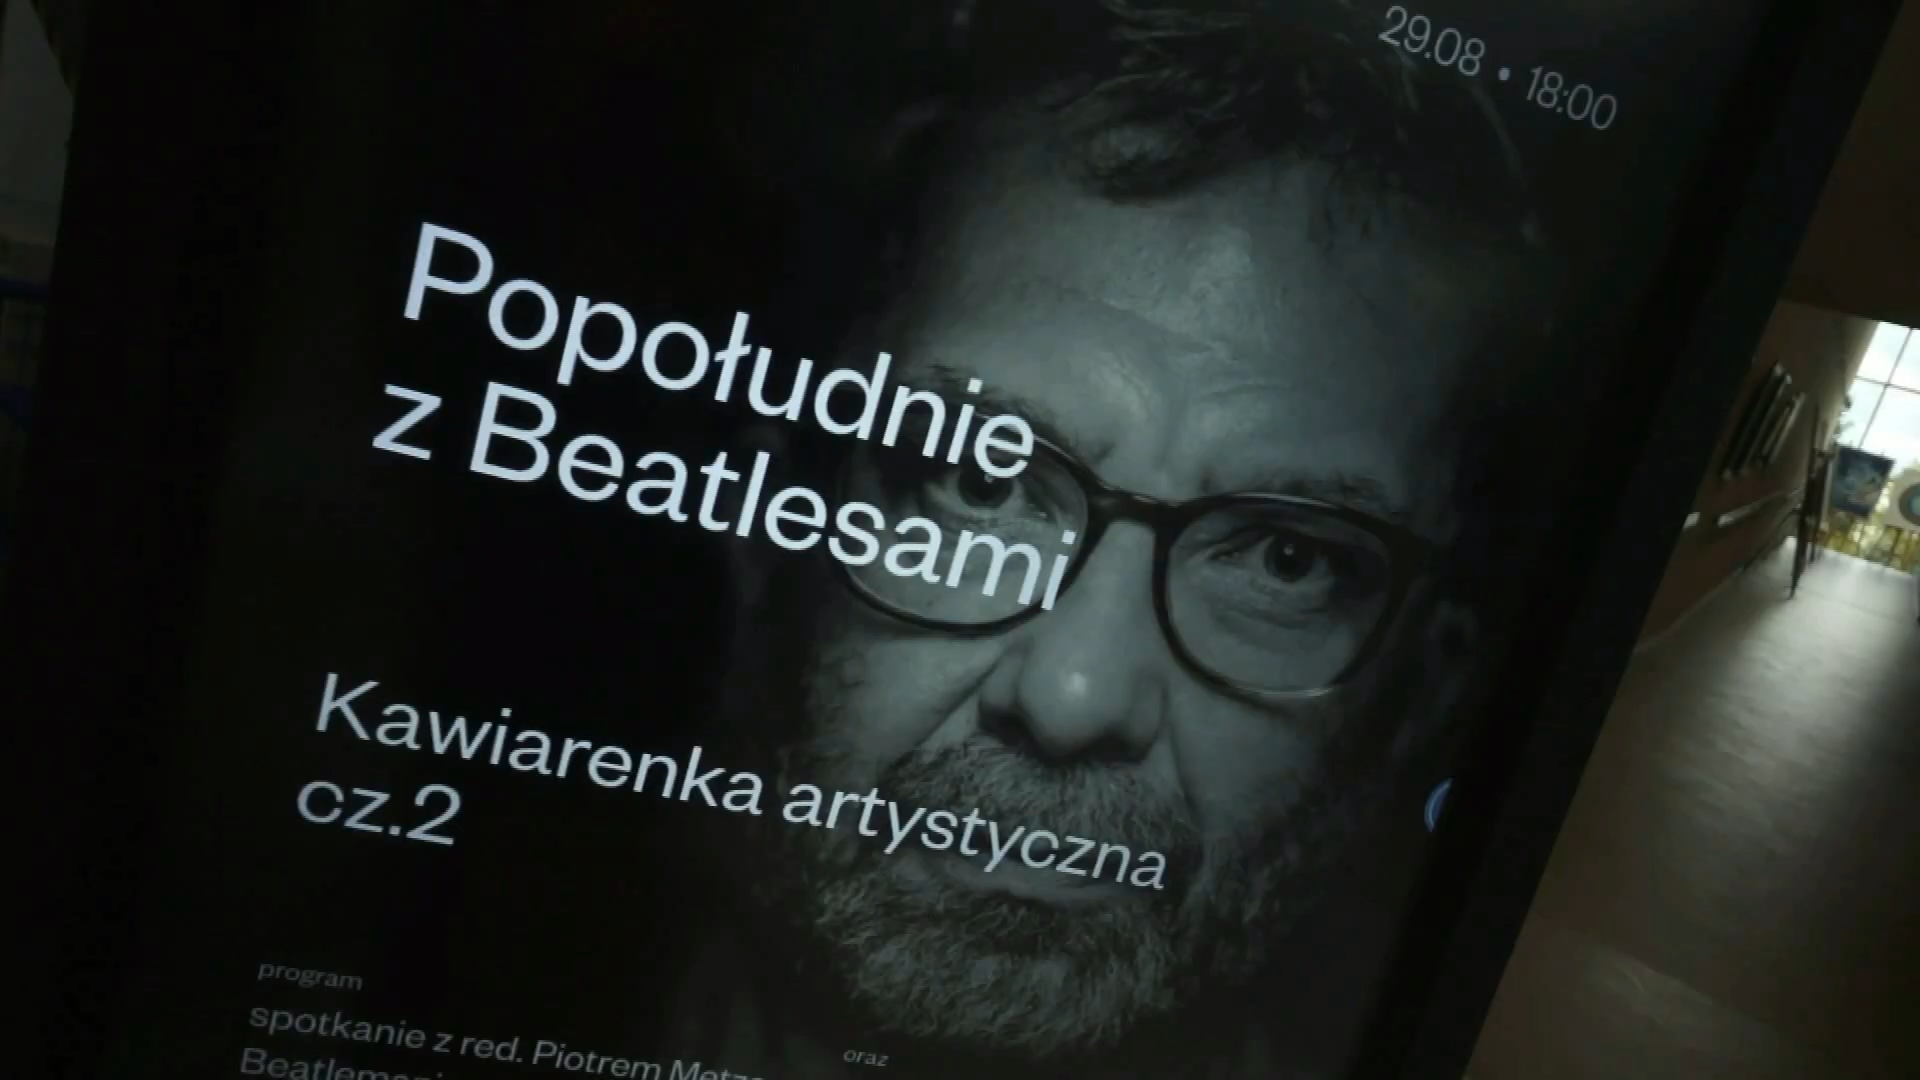 29.08 • 18:00
Popołudnie
z Beatlesami
Kawiarenka artystyczna
cz.2
program
spotkanie z red. Piotrem
oraz